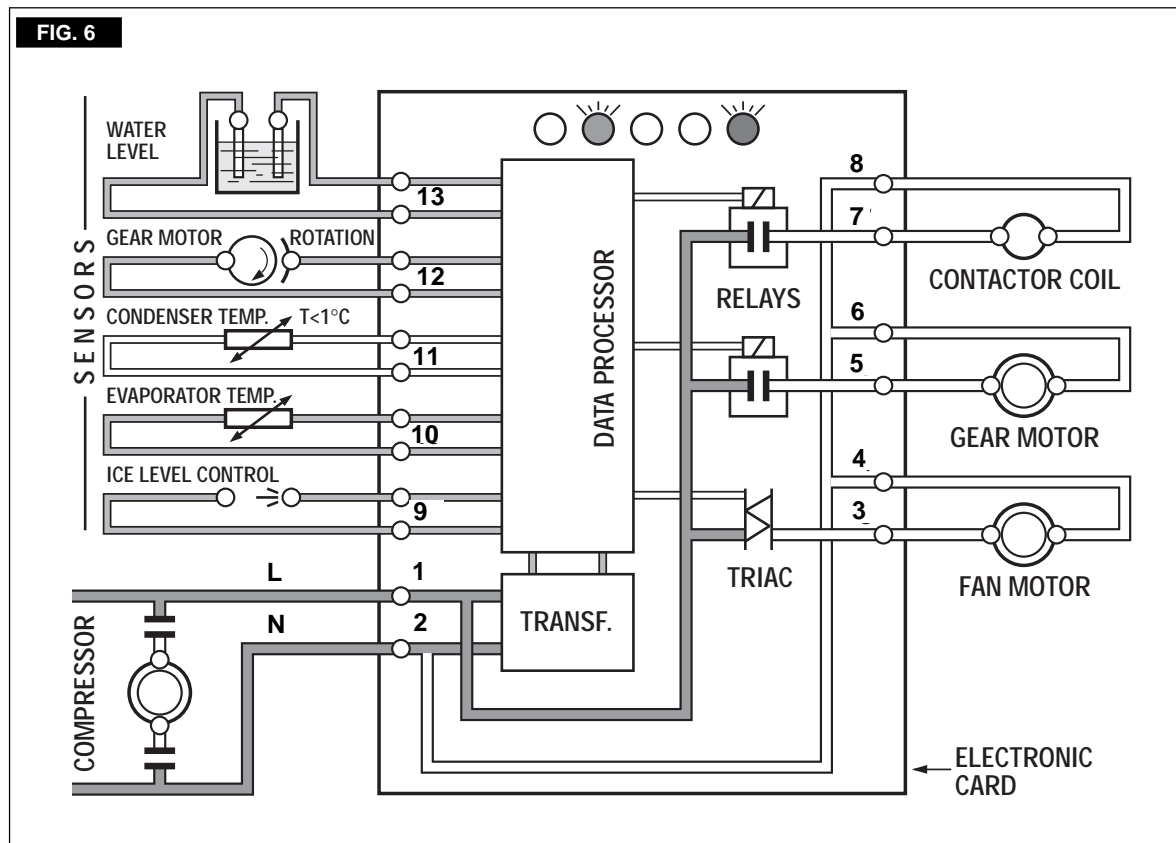 FIG. 6
WATER
LEVEL
13
GEAR MOTOR ROTATION
12
CONDENSER TEMP. T<1°C
11
EVAPORATOR TEMP.
10
ICE LEVEL CONTROL
9
SENSORS
L
1
N
2
COMPRESSOR
DATA PROCESSOR
TRANSF.
RELAYS
TRIAC
8
7
CONTACTOR COIL
6
5
GEAR MOTOR
4
3
FAN MOTOR
ELECTRONIC
CARD